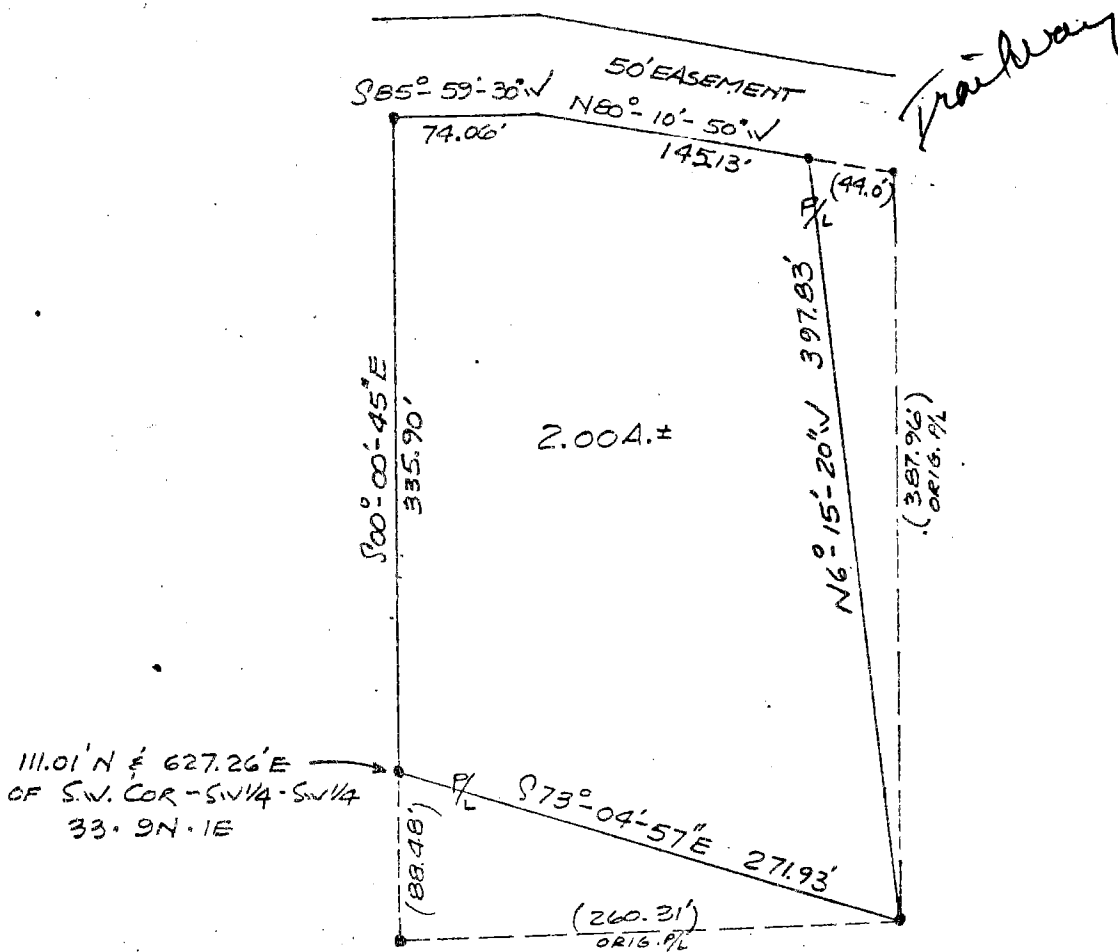 Trailway
50' EASEMENT
S85°-59'-30"W
74.06'
N80°-10'-50"W
145.13'
(44.0')
P/L
S00°-00'-45"E
335.90'
2.00A.±
N6°-15'-20"W 397.83'
(387.96')
ORIG. P/L
111.01' N & 627.26' E
OF S.W. COR - SW1/4 - SW1/4
33 · 9N · 1E
P/L
S73°-04'-57"E 271.93'
(88.48')
(260.31')
ORIG. P/L